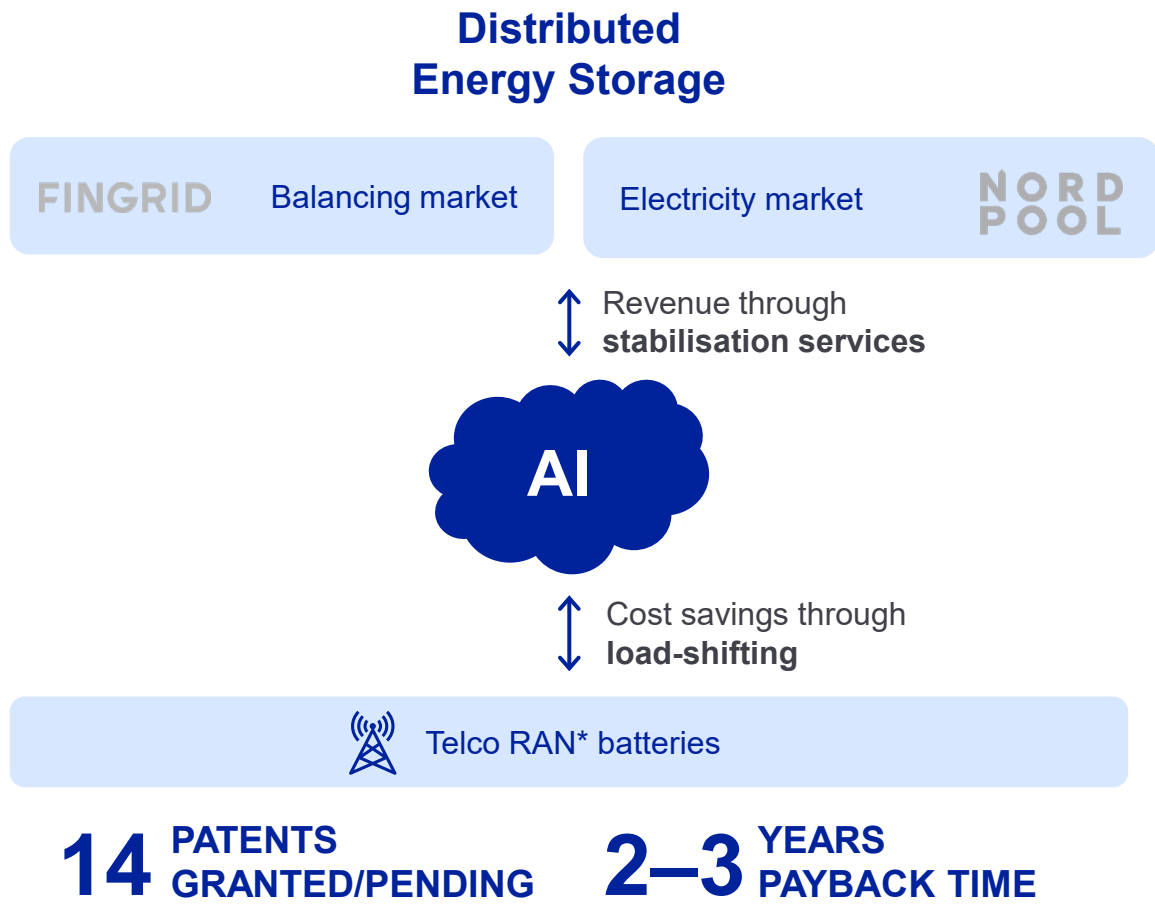 Distributed
Energy Storage
FINGRID
Balancing market
Electricity market
NORD
POOL
Revenue through
stabilisation services
AI
Cost savings through
load-shifting
Telco RAN* batteries
14
PATENTS
GRANTED/PENDING
2–3
YEARS
PAYBACK TIME